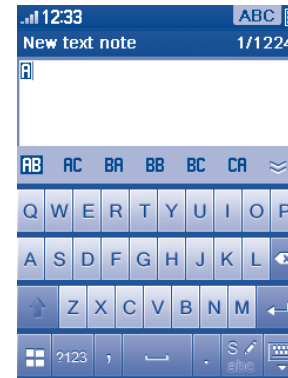 12:33 ABC
New text note 1/1224
A
AB AC BA BB BC CA
Q W E R T Y U I O P
A S D F G H J K L
Z X C V B N M
?123 , . S
abc